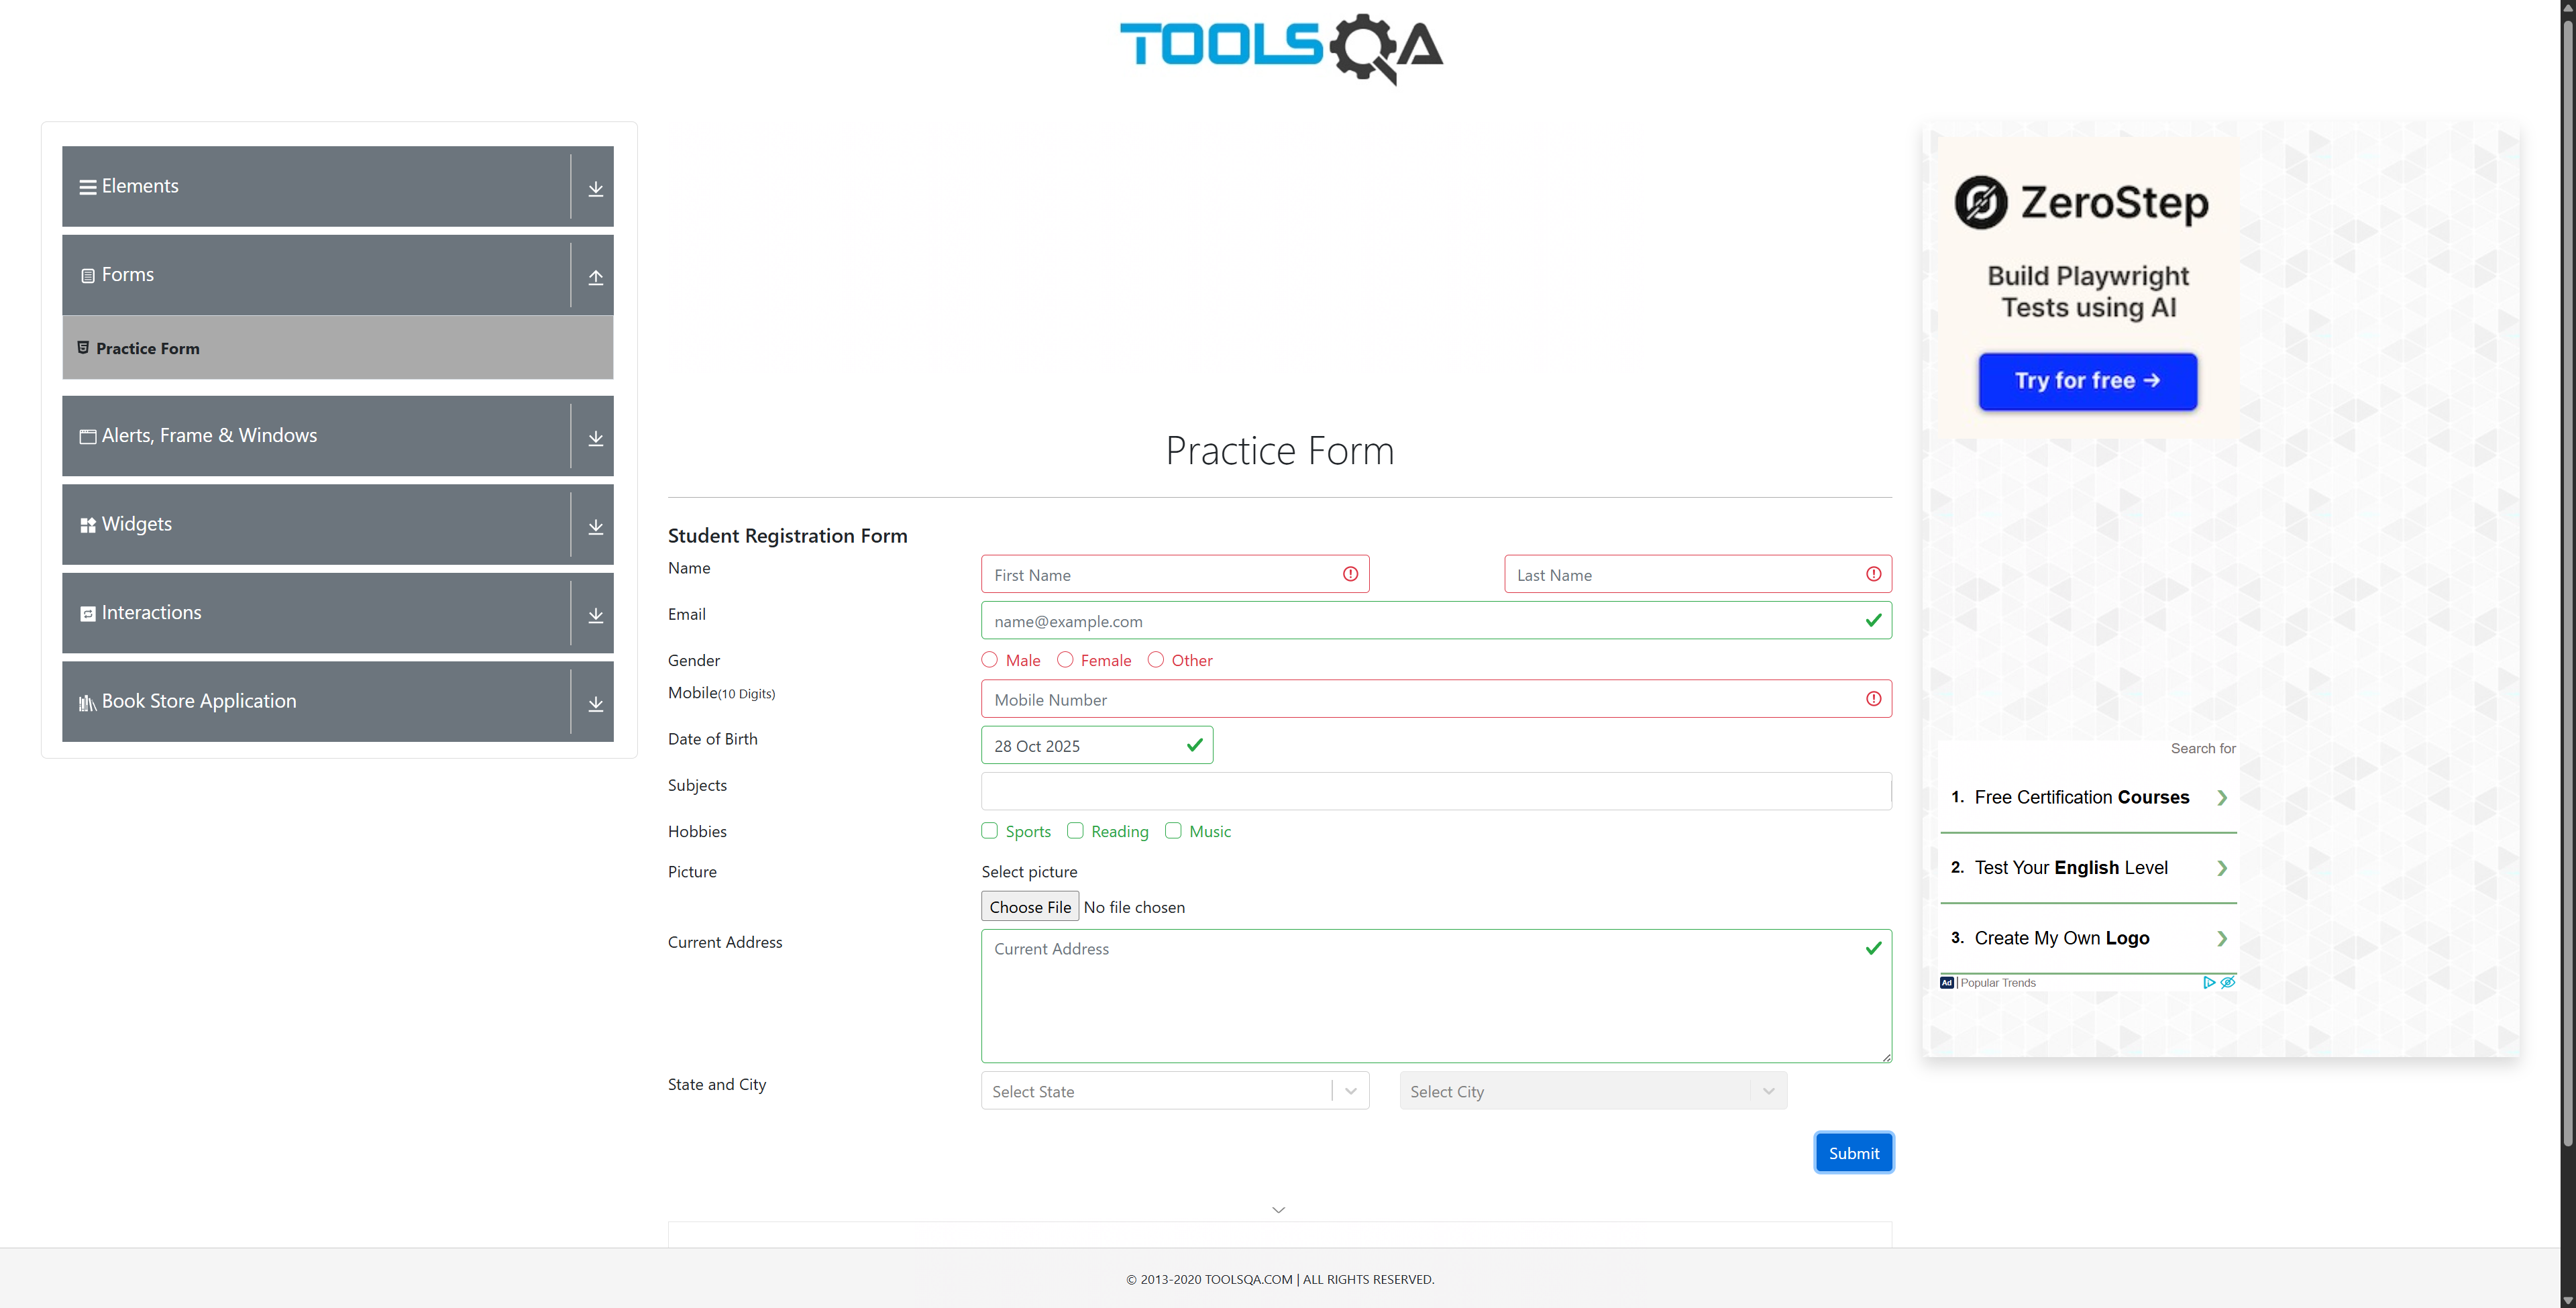 TOOLSQA
Elements
Forms
Practice Form
Alerts, Frame & Windows
Widgets
Interactions
Book Store Application
Practice Form
Student Registration Form
Name
First Name
Last Name
Email
name@example.com
Gender
Male Female Other
Mobile(10 Digits)
Mobile Number
Date of Birth
28 Oct 2025
Subjects
Hobbies
Sports Reading Music
Picture
Select picture
Choose File No file chosen
Current Address
Current Address
State and City
Select State
Select City
Submit
ZeroStep
Build Playwright
Tests using AI
Try for free →
Search for
1. Free Certification Courses
2. Test Your English Level
3. Create My Own Logo
Ad | Popular Trends
© 2013-2020 TOOLSQA.COM | ALL RIGHTS RESERVED.